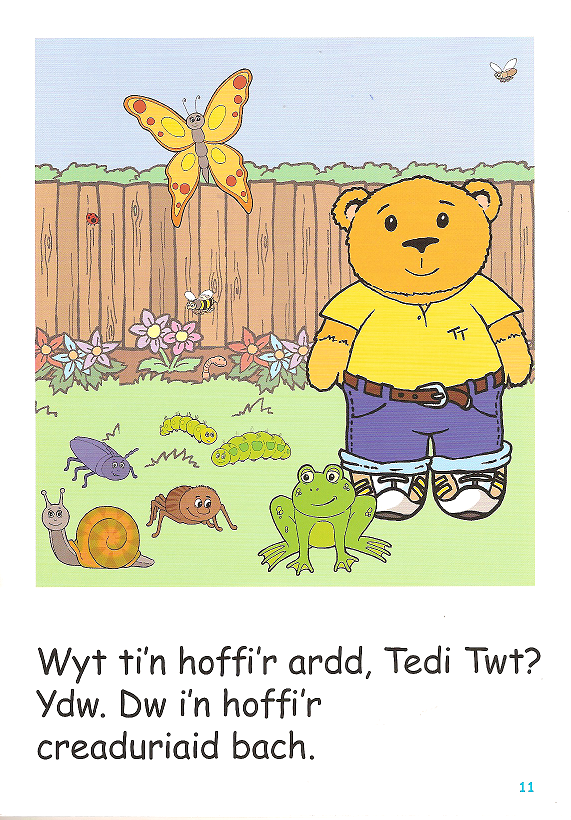 TT
Wyt ti'n hoffi'r ardd, Tedi Twt?
Ydw. Dw i'n hoffi'r
creaduriaid bach.
11